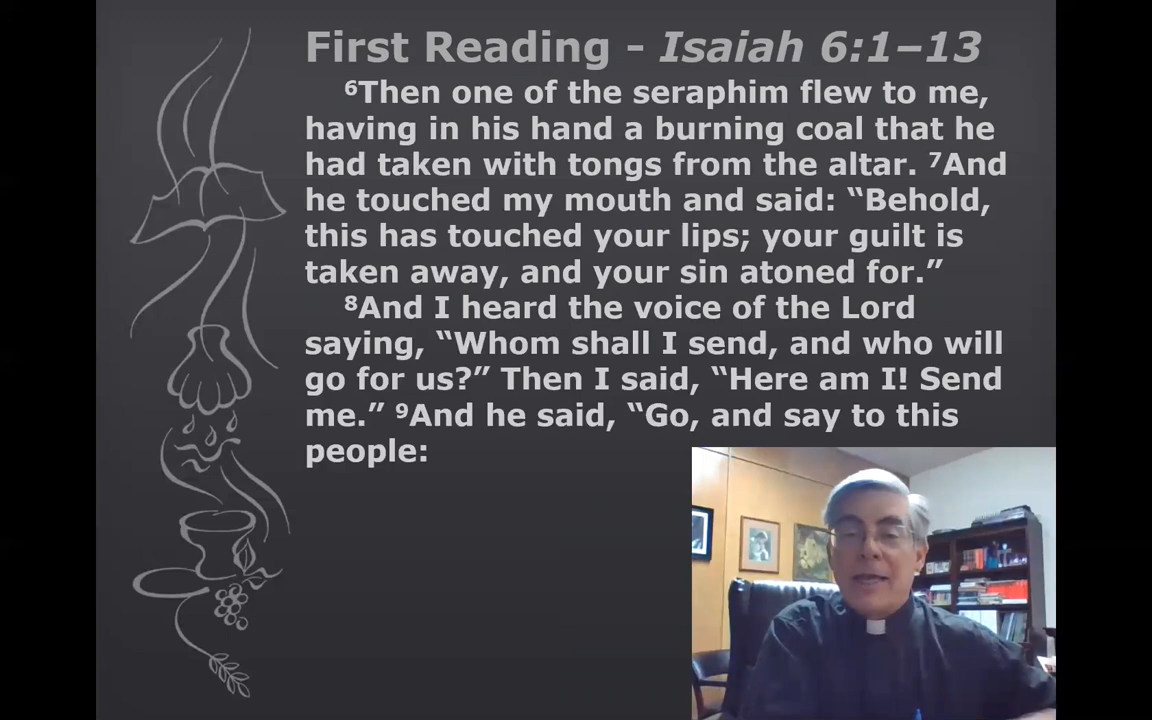 First Reading - Isaiah 6:1–13
⁶Then one of the seraphim flew to me,
having in his hand a burning coal that he
had taken with tongs from the altar. ⁷And
he touched my mouth and said: “Behold,
this has touched your lips; your guilt is
taken away, and your sin atoned for.”
⁸And I heard the voice of the Lord
saying, “Whom shall I send, and who will
go for us?” Then I said, “Here am I! Send
me.” ⁹And he said, “Go, and say to this
people: